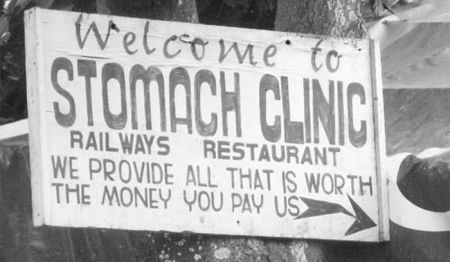 Welcome to
STOMACH CLINIC
RAILWAYS RESTAURANT
WE PROVIDE ALL THAT IS WORTH
THE MONEY YOU PAY US